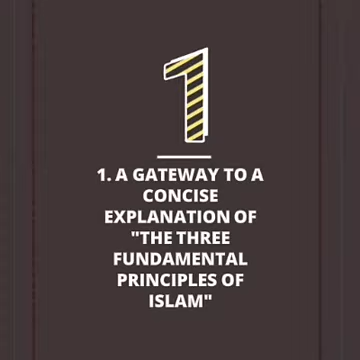 1
1. A GATEWAY TO A
CONCISE
EXPLANATION OF
"THE THREE
FUNDAMENTAL
PRINCIPLES OF
ISLAM"